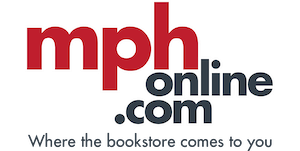 mph
online
.com
Where the bookstore comes to you